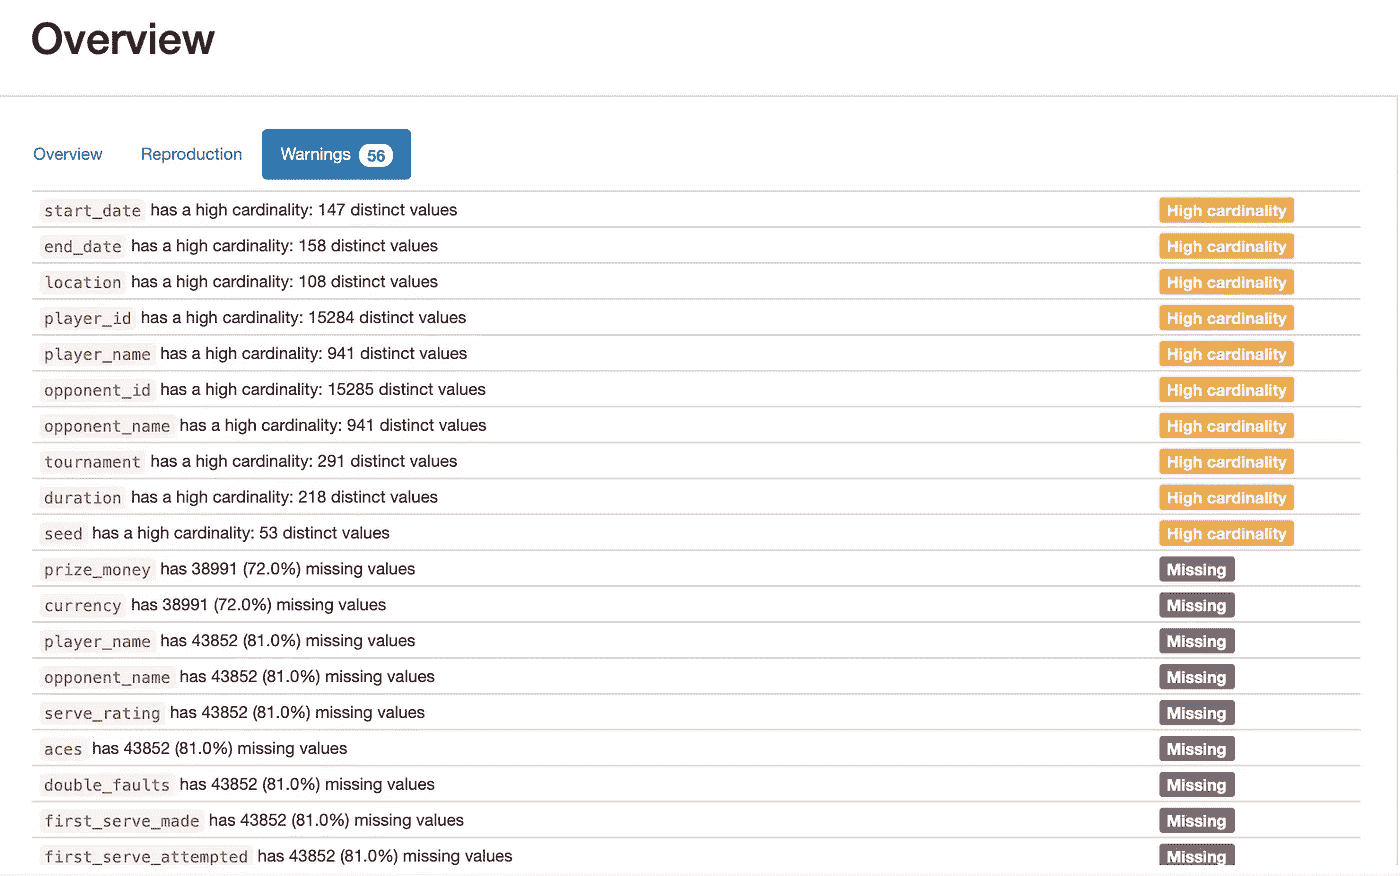 Overview
Overview Reproduction Warnings 56
start_date has a high cardinality: 147 distinct values High cardinality
end_date has a high cardinality: 158 distinct values High cardinality
location has a high cardinality: 108 distinct values High cardinality
player_id has a high cardinality: 15284 distinct values High cardinality
player_name has a high cardinality: 941 distinct values High cardinality
opponent_id has a high cardinality: 15285 distinct values High cardinality
opponent_name has a high cardinality: 941 distinct values High cardinality
tournament has a high cardinality: 291 distinct values High cardinality
duration has a high cardinality: 218 distinct values High cardinality
seed has a high cardinality: 53 distinct values High cardinality
prize_money has 38991 (72.0%) missing values Missing
currency has 38991 (72.0%) missing values Missing
player_name has 43852 (81.0%) missing values Missing
opponent_name has 43852 (81.0%) missing values Missing
serve_rating has 43852 (81.0%) missing values Missing
aces has 43852 (81.0%) missing values Missing
double_faults has 43852 (81.0%) missing values Missing
first_serve_made has 43852 (81.0%) missing values Missing
first_serve_attempted has 43852 (81.0%) missing values Missing